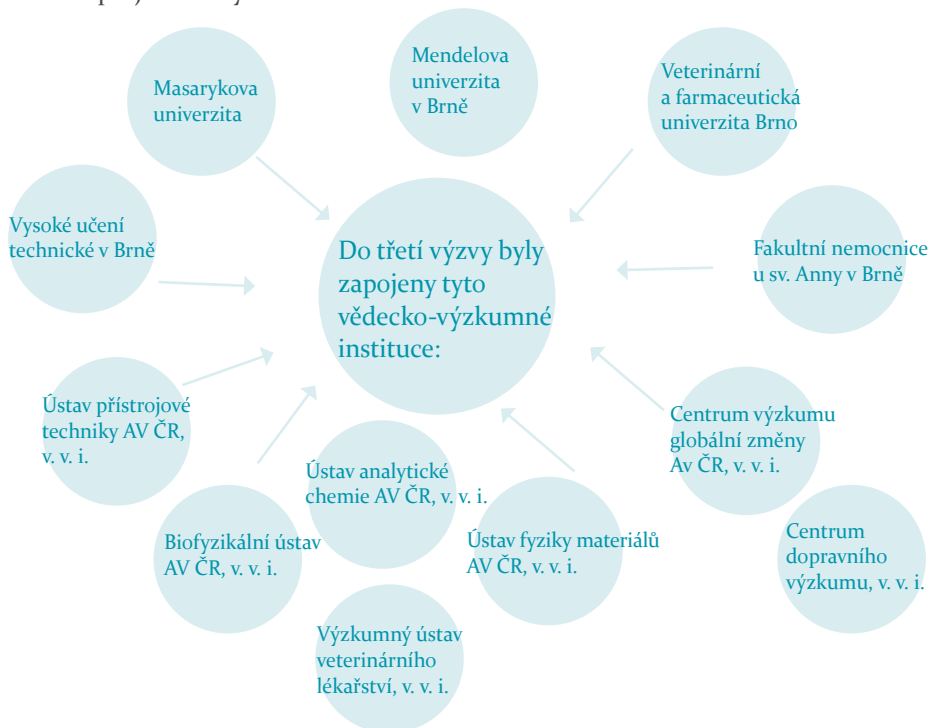 Mendelova
univerzita
v Brně
Masarykova
univerzita
Veterinární
a farmaceutická
univerzita Brno
Vysoké učení
technické v Brně
Do třetí výzvy byly
zapojeny tyto
vědecko-výzkumné
instituce:
Fakultní nemocnice
u sv. Anny v Brně
Ústav přístrojové
techniky AV ČR,
v. v. i.
Centrum výzkumu
globální změny
Av ČR, v. v. i.
Ústav analytické
chemie AV ČR, v. v. i.
Biofyzikální ústav
AV ČR, v. v. i.
Ústav fyziky materiálů
AV ČR, v. v. i.
Centrum
dopravního
výzkumu, v. v. i.
Výzkumný ústav
veterinárního
lékařství, v. v. i.